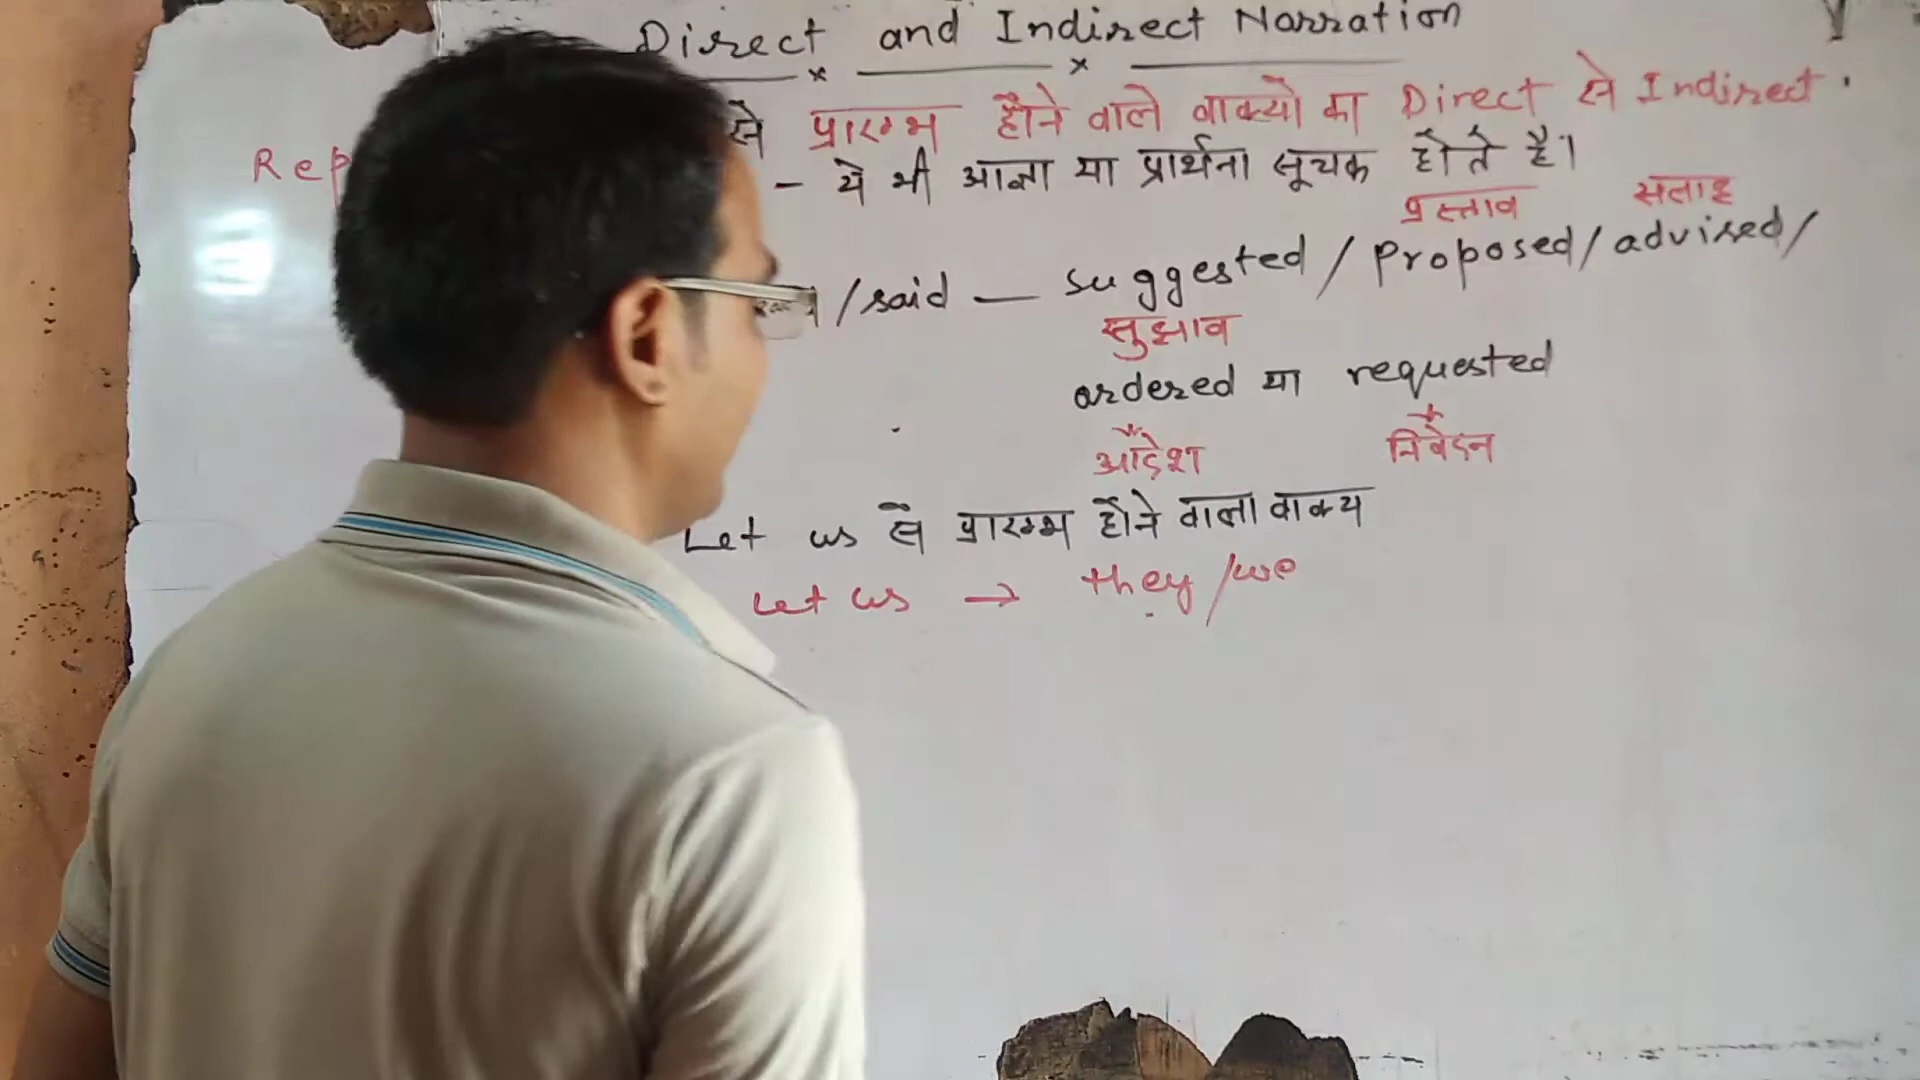 Direct and Indirect Narration
से प्रारम्भ होने वाले वाक्यो का Direct से Indirect
Rep
- ये भी आज्ञा या प्रार्थना सूचक होते है।
प्रस्ताव सलाह
/said — suggested / Proposed / advised /
सुझाव
ordered या requested
आदेश निवेदन
Let us से प्रारम्भ होने वाला वाक्य
Let us → they / we